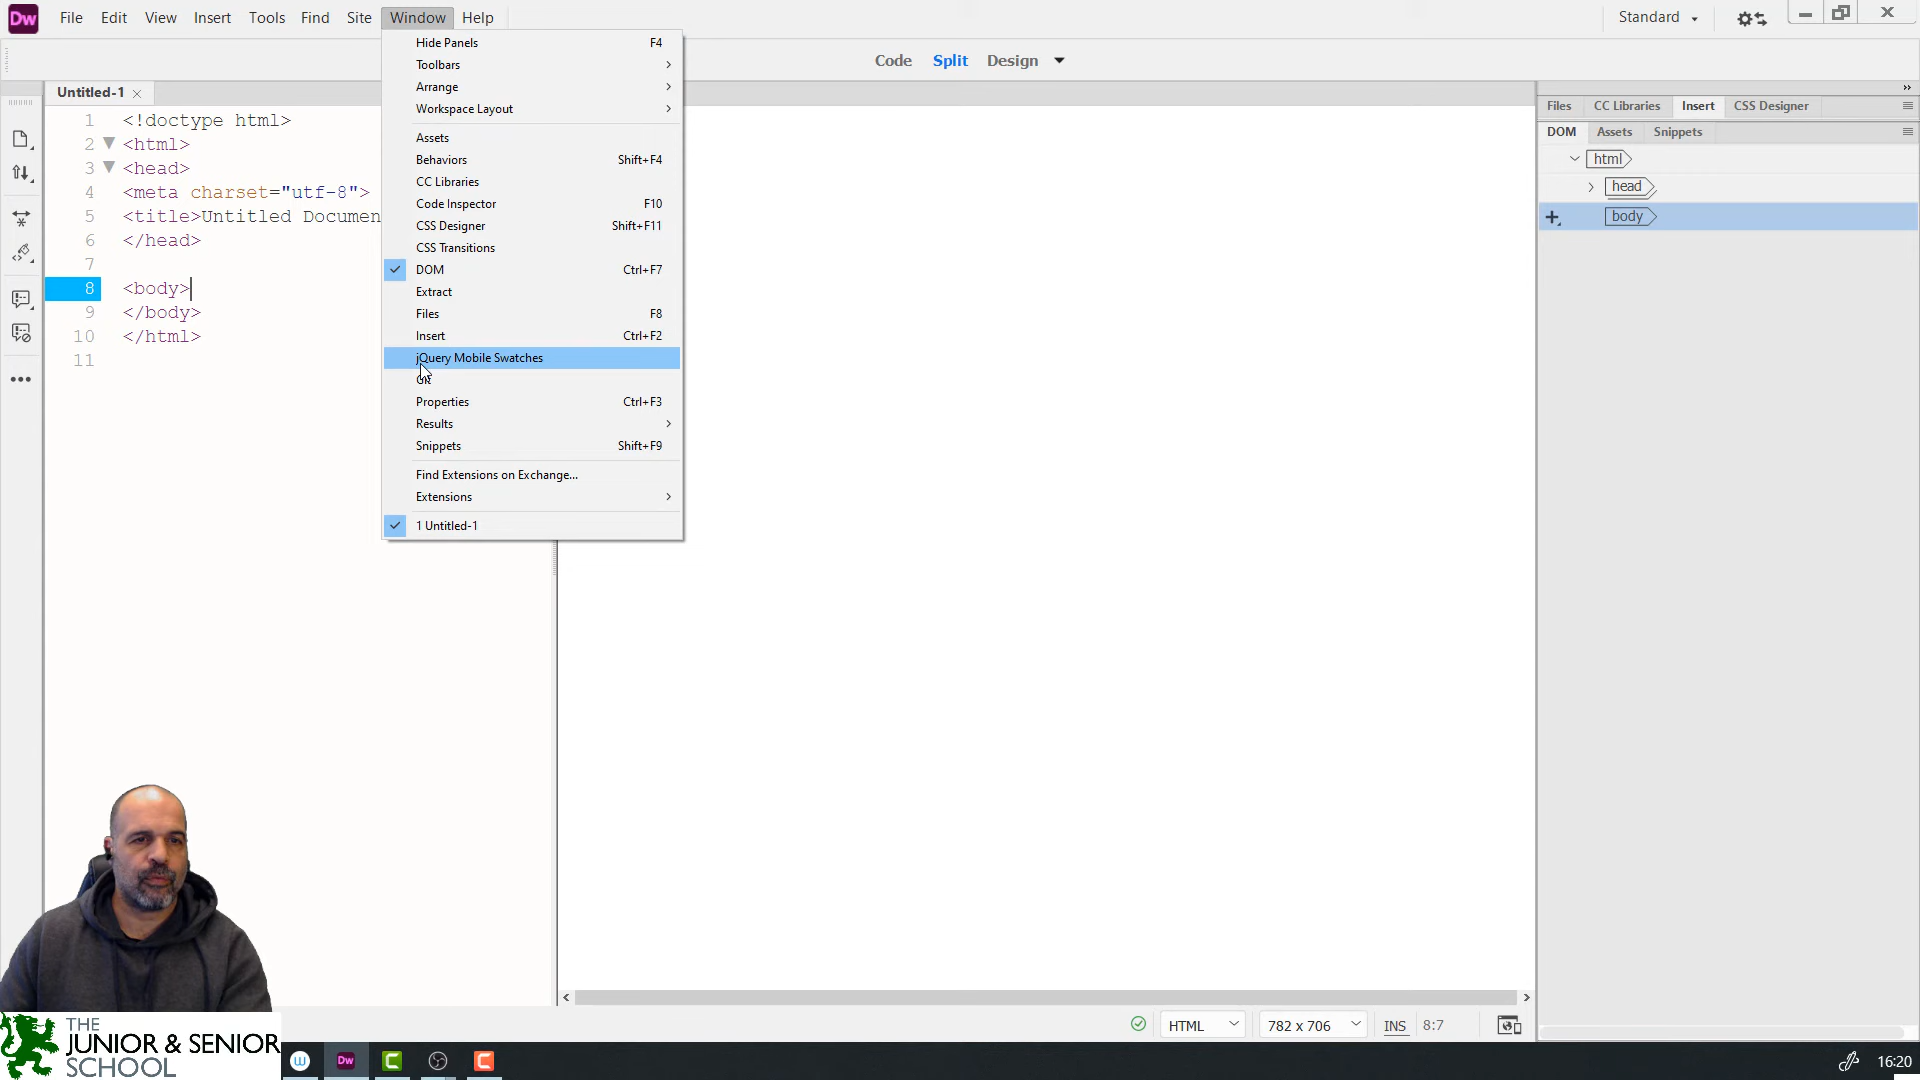 Dw File Edit View Insert Tools Find Site Window Help Standard
Code Split Design
Untitled-1
1 <!doctype html>
2 <html>
3 <head>
4 <meta charset="utf-8">
5 <title>Untitled Documen
6 </head>
7
8 <body>
9 </body>
10 </html>
11
Hide Panels F4
Toolbars
Arrange
Workspace Layout
Assets
Behaviors Shift+F4
CC Libraries
Code Inspector F10
CSS Designer Shift+F11
CSS Transitions
DOM Ctrl+F7
Extract
Files F8
Insert Ctrl+F2
jQuery Mobile Swatches
Properties Ctrl+F3
Results
Snippets Shift+F9
Find Extensions on Exchange...
Extensions
1 Untitled-1
Files CC Libraries Insert CSS Designer
DOM Assets Snippets
html
head
body
HTML 782 x 706 INS 8:7
THE
JUNIOR & SENIOR
SCHOOL
W Dw C C 16:20